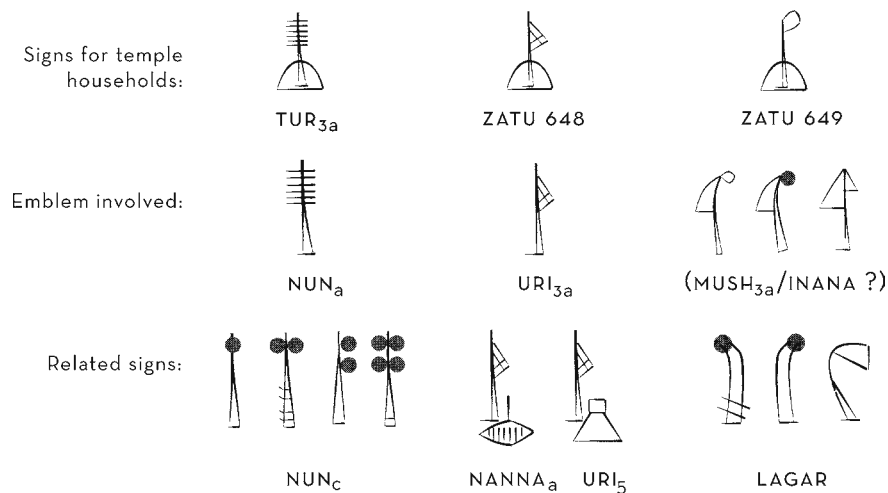 Signs for temple
households:
TUR₃ₐ ZATU 648 ZATU 649
Emblem involved:
NUNₐ URI₃ₐ (MUSH₃ₐ/INANA ?)
Related signs:
NUNc NANNAₐ URI₅ LAGAR